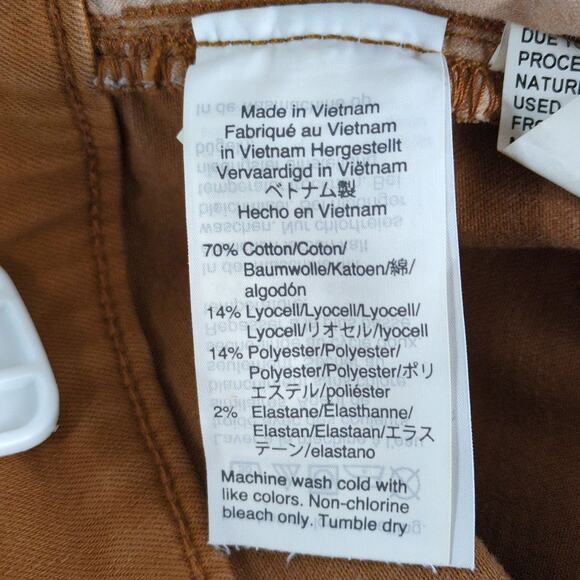 Made in Vietnam
Fabriqué au Vietnam
in Vietnam Hergestellt
Vervaardigd in Viëtnam
ベトナム製
Hecho en Vietnam
70% Cotton/Coton/
Baumwolle/Katoen/綿/
algodón
14% Lyocell/Lyocell/Lyocell/
Lyocell/リオセル/lyocell
14% Polyester/Polyester/
Polyester/Polyester/ポリ
エステル/poliéster
2% Elastane/Élasthanne/
Elastan/Elastaan/エラス
テーン/elastano
Machine wash cold with
like colors. Non-chlorine
bleach only. Tumble dry
DUE TO
PROCE
NATUR
USED